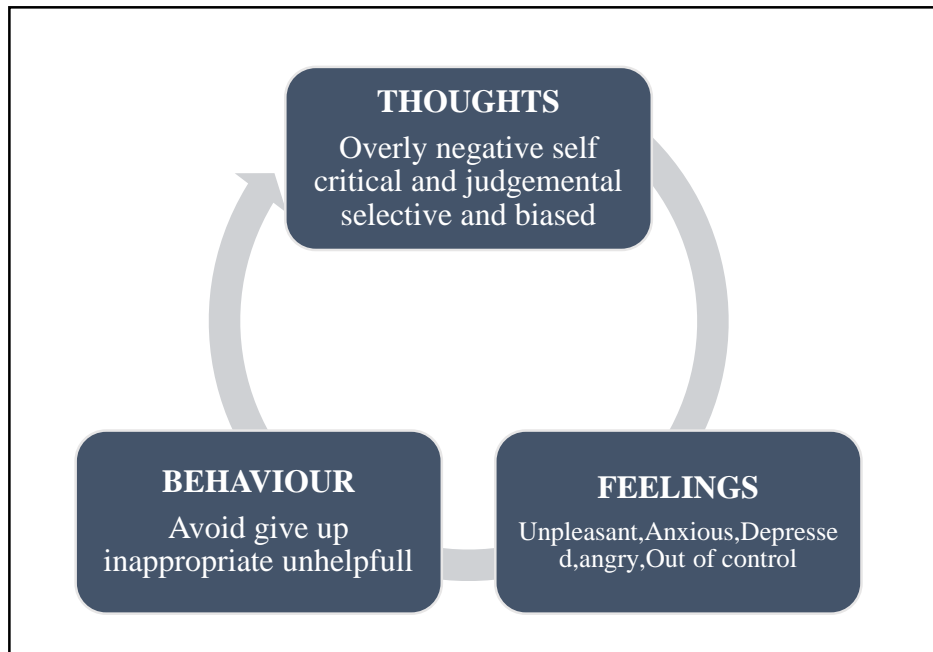 THOUGHTS
Overly negative self
critical and judgemental
selective and biased
BEHAVIOUR
Avoid give up
inappropriate unhelpfull
FEELINGS
Unpleasant,Anxious,Depresse
d,angry,Out of control